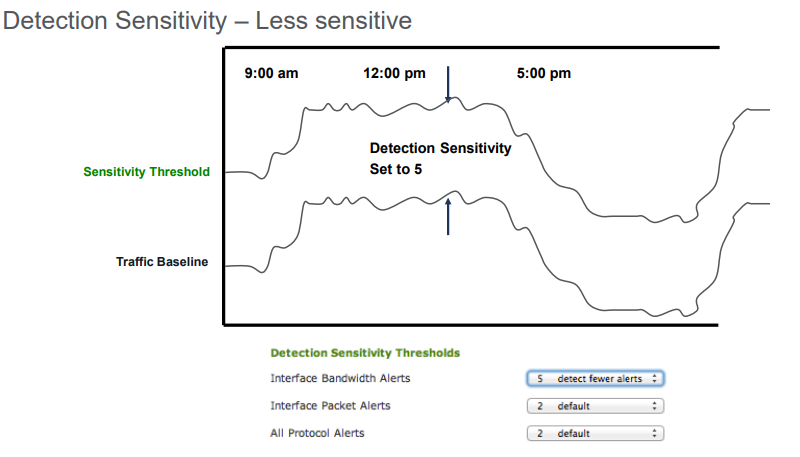 Detection Sensitivity – Less sensitive
9:00 am 12:00 pm 5:00 pm
Detection Sensitivity
Set to 5
Sensitivity Threshold
Traffic Baseline
Detection Sensitivity Thresholds
Interface Bandwidth Alerts 5 detect fewer alerts
Interface Packet Alerts 2 default
All Protocol Alerts 2 default